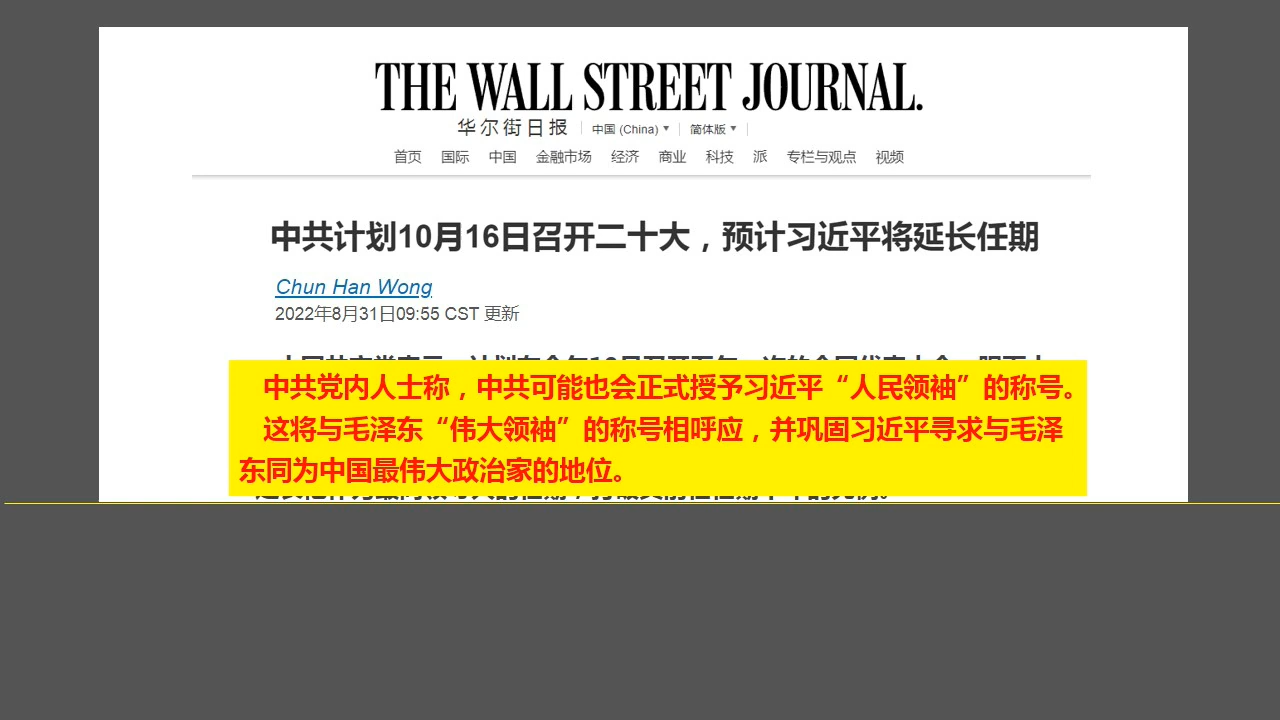 THE WALL STREET JOURNAL.
华尔街日报 中国 (China) 简体版
首页 国际 中国 金融市场 经济 商业 科技 派 专栏与观点 视频
中共计划10月16日召开二十大，预计习近平将延长任期
Chun Han Wong
2022年8月31日09:55 CST 更新
中共党内人士称，中共可能也会正式授予习近平“人民领袖”的称号。
这将与毛泽东“伟大领袖”的称号相呼应，并巩固习近平寻求与毛泽
东同为中国最伟大政治家的地位。